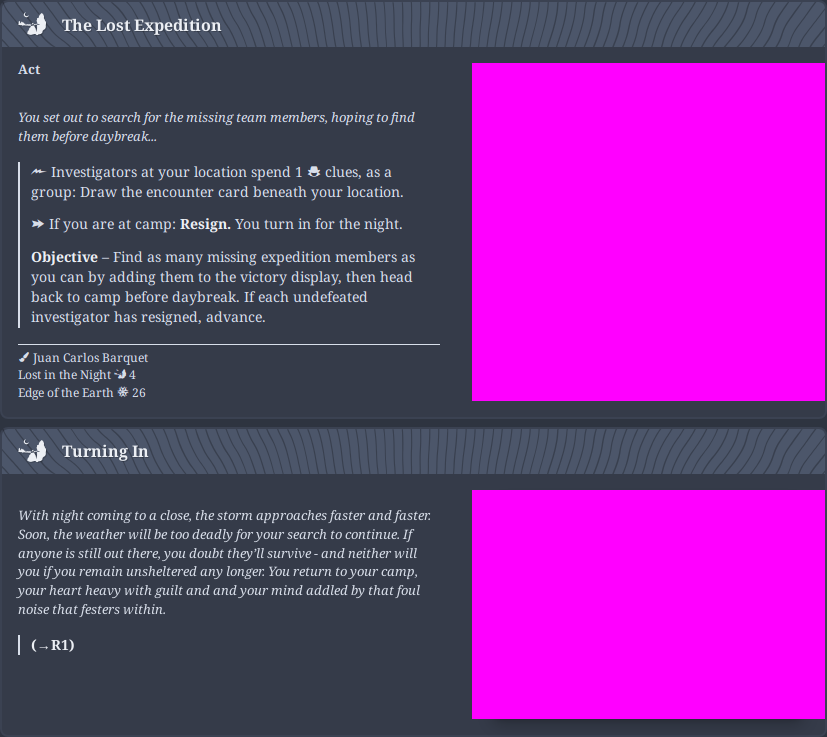 The Lost Expedition
Act
You set out to search for the missing team members, hoping to find
them before daybreak...
Investigators at your location spend 1 clues, as a
group: Draw the encounter card beneath your location.
If you are at camp: Resign. You turn in for the night.
Objective – Find as many missing expedition members as
you can by adding them to the victory display, then head
back to camp before daybreak. If each undefeated
investigator has resigned, advance.
Juan Carlos Barquet
Lost in the Night 4
Edge of the Earth 26
Turning In
With night coming to a close, the storm approaches faster and faster.
Soon, the weather will be too deadly for your search to continue. If
anyone is still out there, you doubt they’ll survive - and neither will
you if you remain unsheltered any longer. You return to your camp,
your heart heavy with guilt and and your mind addled by that foul
noise that festers within.
(→R1)